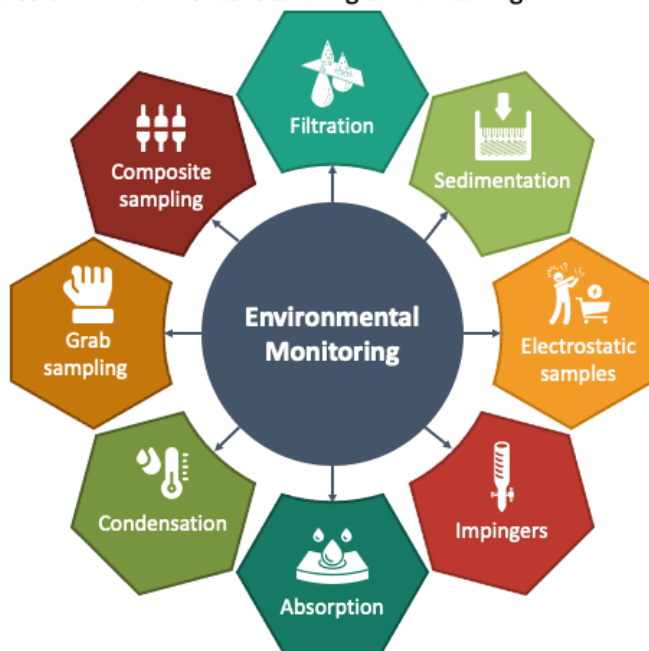 Environmental
Monitoring
Filtration
Sedimentation
Electrostatic
samples
Impingers
Absorption
Condensation
Grab
sampling
Composite
sampling